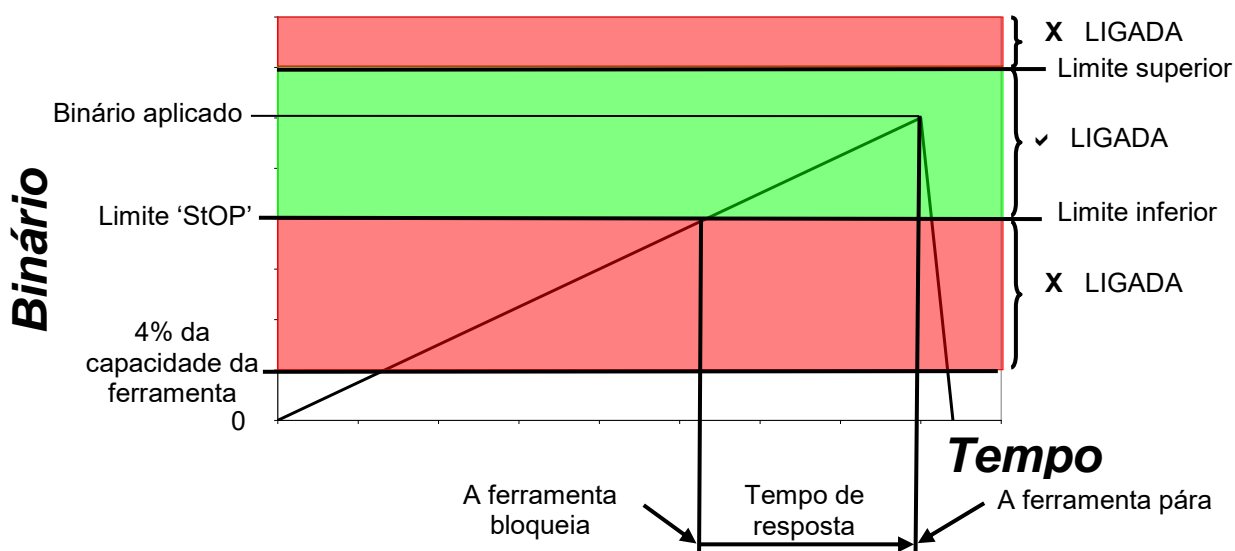 X LIGADA
Limite superior
Binário aplicado
✔ LIGADA
Binário
Limite ‘StOP’
Limite inferior
X LIGADA
4% da
capacidade da
ferramenta
0
Tempo
A ferramenta
bloqueia
Tempo de
resposta
A ferramenta pára